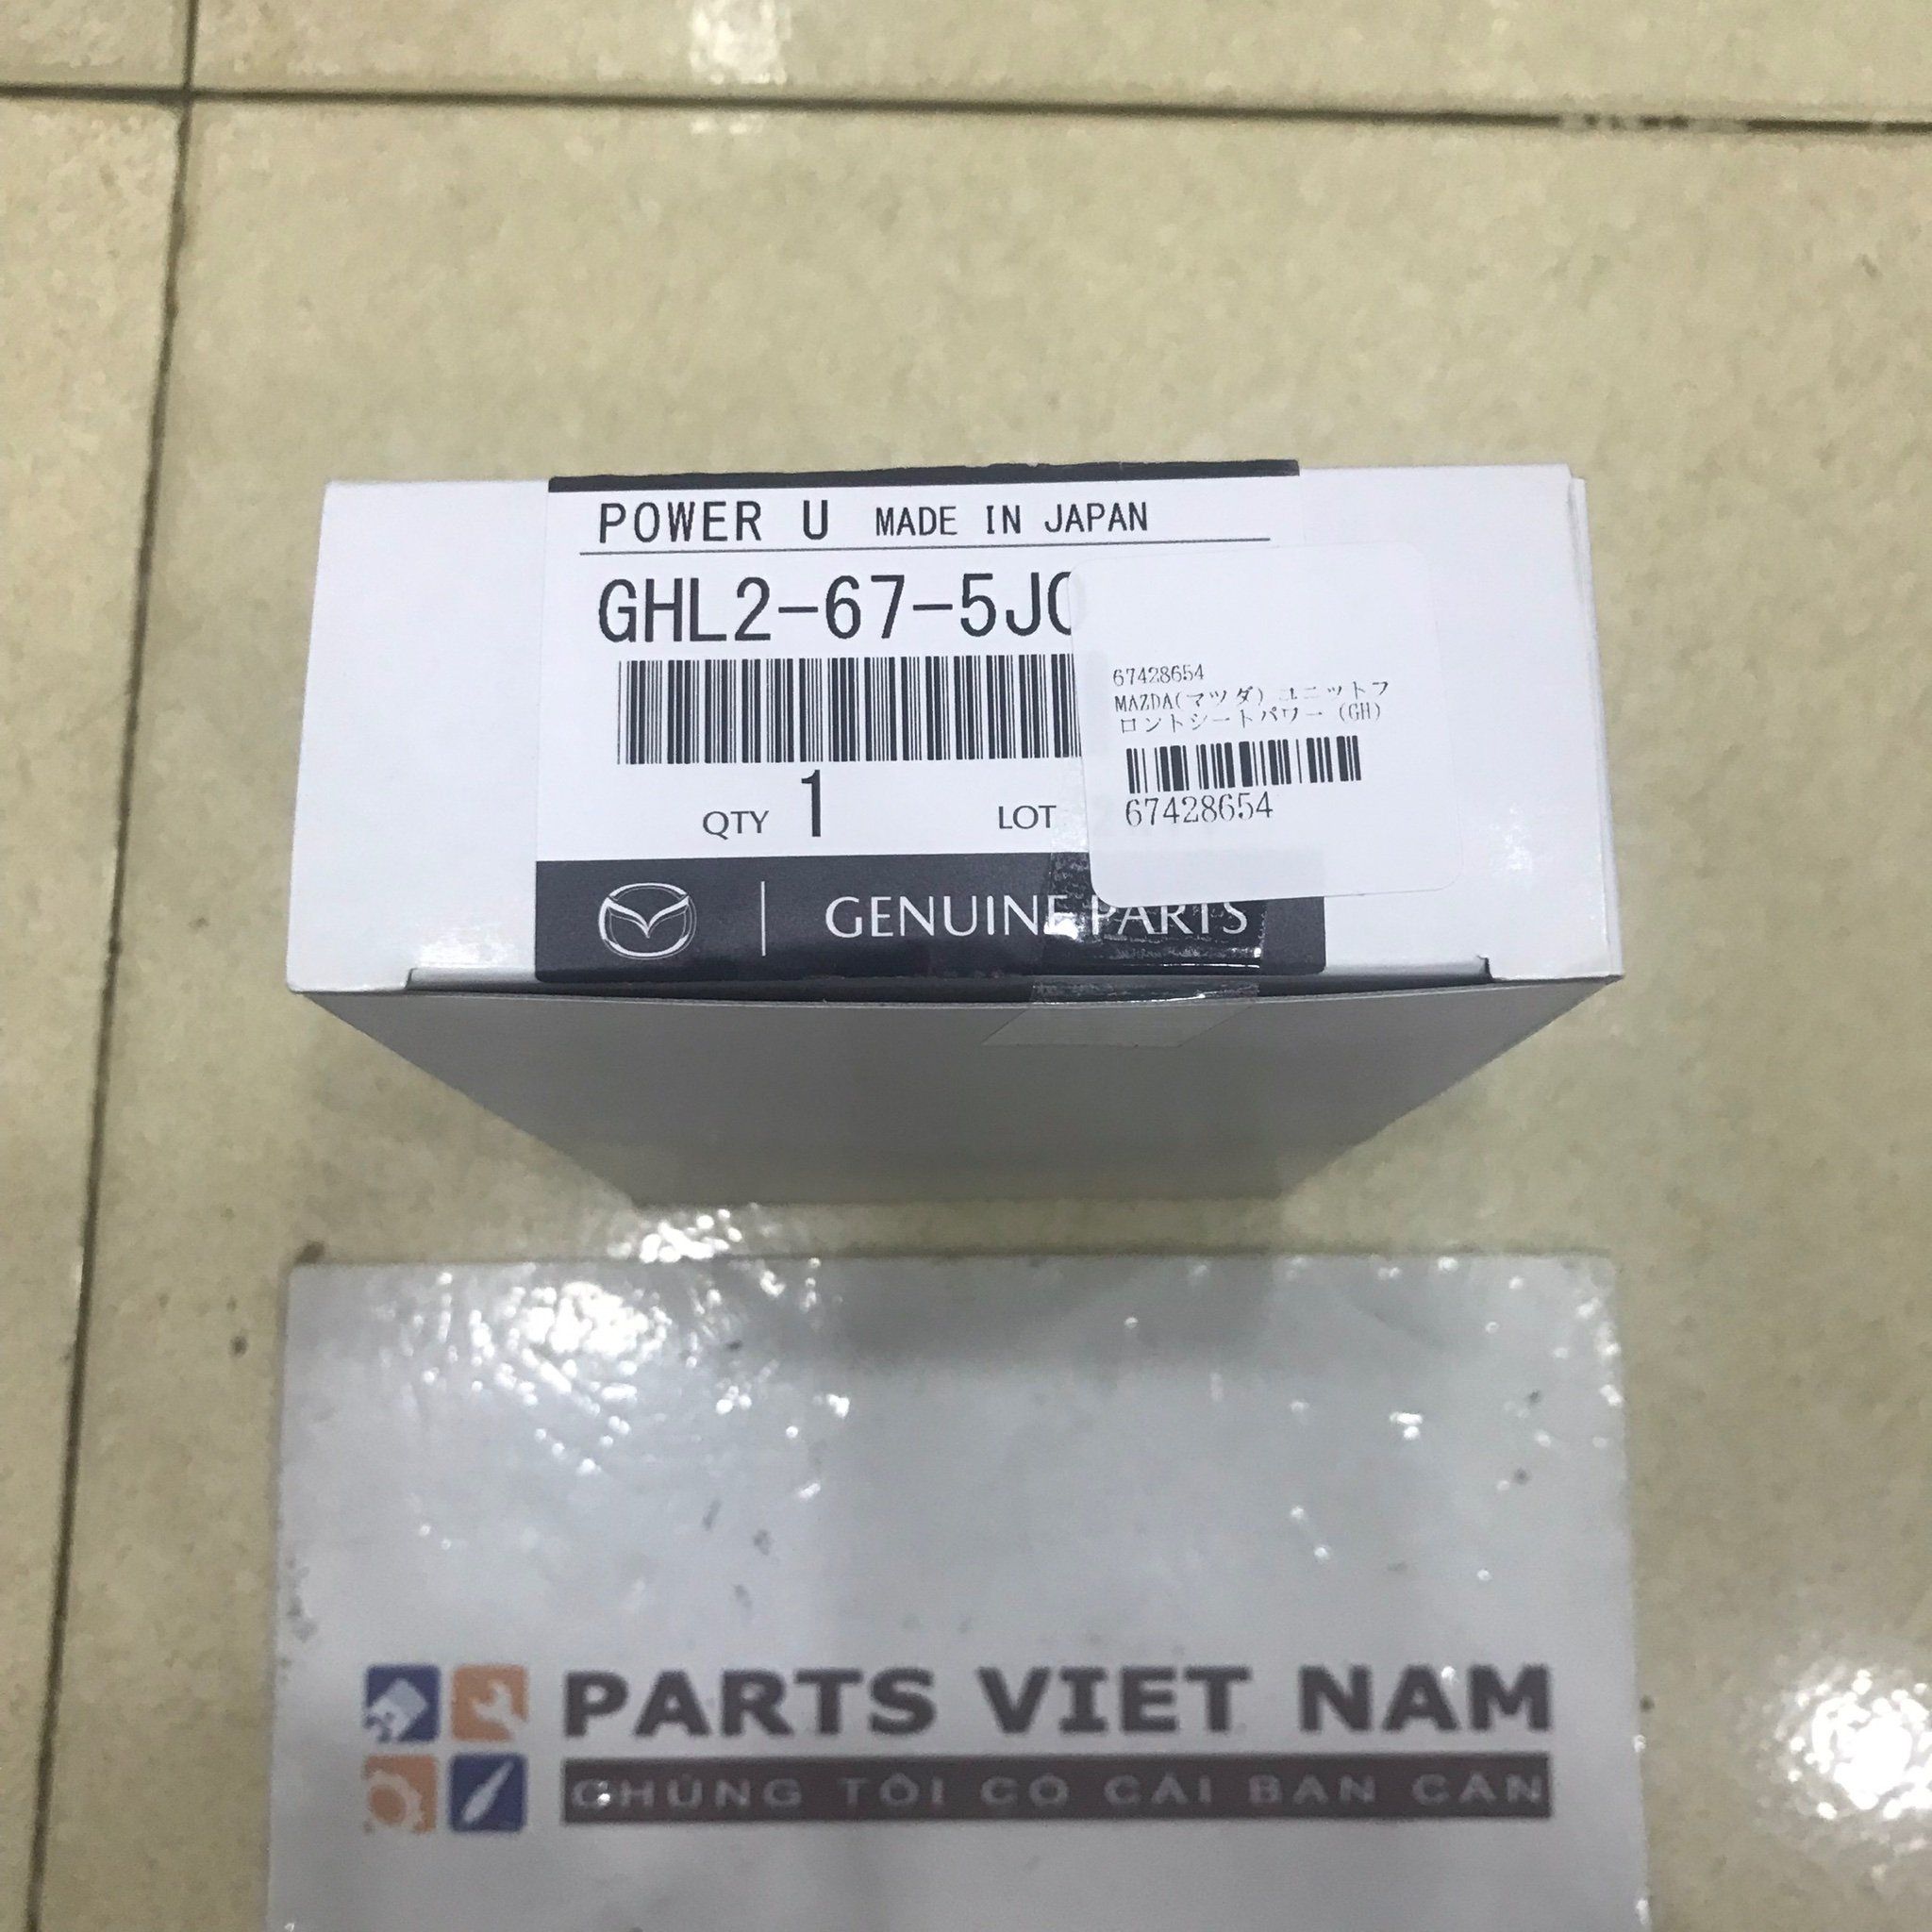 POWER U MADE IN JAPAN
GHL2-67-5J
67428654
MAZDA(マツダ) ユニットフ
ロントシートパワー (GH)
67428654
QTY 1 LOT
GENUINE PARTS
PARTS VIET NAM
CHÚNG TÔI CÓ CÁI BẠN CẦN